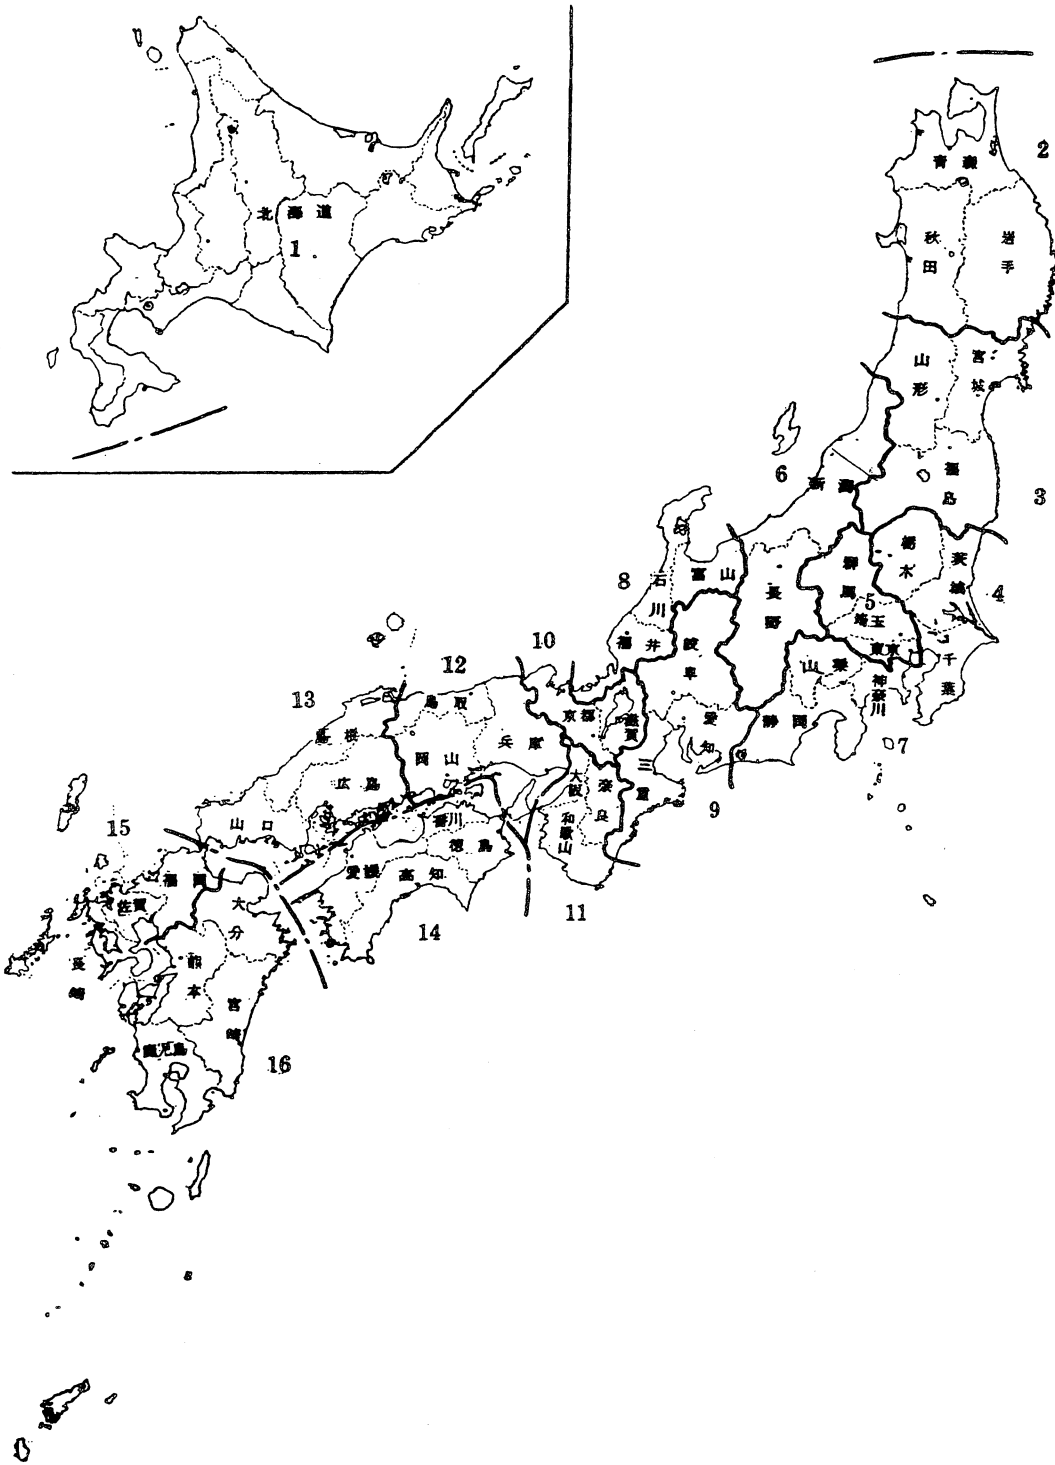 北海道
1
2
青森
秋田
岩手
山形
宮城
6
新潟
福島
3
栃木
茨城
群馬
4
富山
石川
8
長野
5
埼玉
福井
岐阜
東京
千葉
山梨
神奈川
10
12
13
鳥取
京都
滋賀
愛知
静岡
7
島根
岡山
兵庫
三重
広島
大阪
奈良
9
山口
香川
徳島
和歌山
15
福岡
愛媛
高知
佐賀
大分
14
11
長崎
熊本
宮崎
鹿児島
16